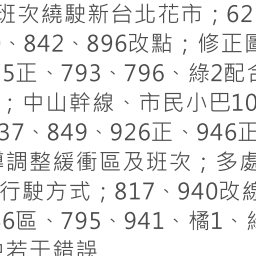 班次繞駛新台北花市；62
、842、896改點；修正圖
5正、793、796、綠2配合
；中山幹線、市民小巴10
37、849、926正、946正
調整緩衝區及班次；多處
行駛方式；817、940改線
6區、795、941、橘1、
若干錯誤